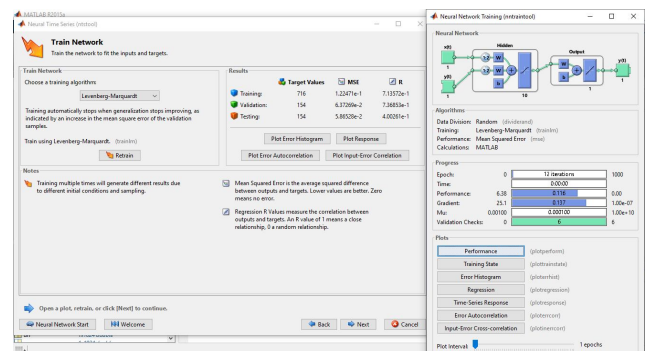 MATLAB R2015a
Neural Time Series (ntstool)
Train Network
Train the network to fit the inputs and targets.
Train Network
Choose a training algorithm:
Levenberg-Marquardt
Training automatically stops when generalization stops improving, as
indicated by an increase in the mean square error of the validation
samples.
Train using Levenberg-Marquardt. (trainlm)
Retrain
Results
Target Values MSE R
Training: 716 1.22471e-1 7.13572e-1
Validation: 154 6.37269e-2 7.36853e-1
Testing: 154 5.86528e-2 4.00261e-1
Plot Error Histogram Plot Response
Plot Error Autocorrelation Plot Input-Error Correlation
Notes
Training multiple times will generate different results due
to different initial conditions and sampling.
Mean Squared Error is the average squared difference
between outputs and targets. Lower values are better. Zero
means no error.
Regression R Values measure the correlation between
outputs and targets. An R value of 1 means a close
relationship, 0 a random relationship.
Open a plot, retrain, or click [Next] to continue.
Neural Network Start Welcome Back Next Cancel
Neural Network Training (nntraintool)
Neural Network
Hidden
Output
x(t)
1
y(t)
1
1:2
W
1:2
W
b
+
10
W
b
+
1
y(t)
1
Algorithms
Data Division: Random (dividerand)
Training: Levenberg-Marquardt (trainlm)
Performance: Mean Squared Error (mse)
Calculations: MATLAB
Progress
Epoch: 0 12 iterations 1000
Time: 0:00:00
Performance: 6.38 0.116 0.00
Gradient: 25.1 0.137 1.00e-07
Mu: 0.00100 0.000100 1.00e+10
Validation Checks: 0 6 6
Plots
Performance (plotperform)
Training State (plottrainstate)
Error Histogram (ploterrhist)
Regression (plotregression)
Time-Series Response (plotresponse)
Error Autocorrelation (ploterrcorr)
Input-Error Cross-correlation (plotinerrcorr)
Plot Interval: 1 epochs